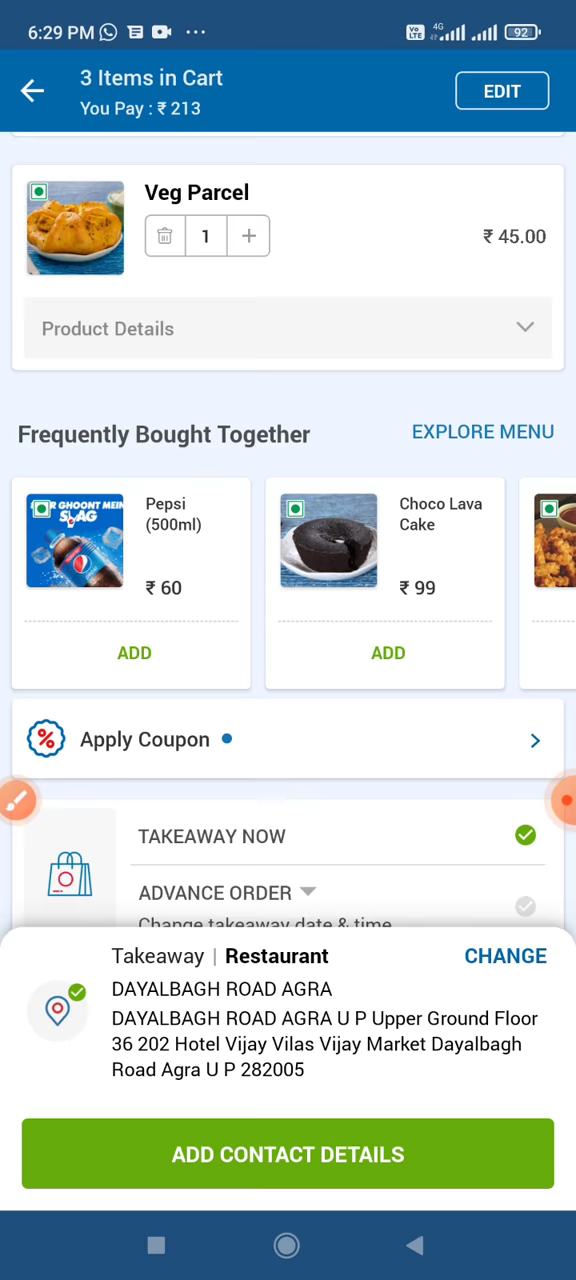 6:29 PM
Vo LTE 4G 92
3 Items in Cart
You Pay : ₹ 213
EDIT
Veg Parcel
1
₹ 45.00
Product Details
Frequently Bought Together
EXPLORE MENU
GHOONT MEIN
SWAG
Pepsi
(500ml)
₹ 60
ADD
Choco Lava
Cake
₹ 99
ADD
Apply Coupon
TAKEAWAY NOW
ADVANCE ORDER
Change takeaway date & time
Takeaway | Restaurant
CHANGE
DAYALBAGH ROAD AGRA
DAYALBAGH ROAD AGRA U P Upper Ground Floor
36 202 Hotel Vijay Vilas Vijay Market Dayalbagh
Road Agra U P 282005
ADD CONTACT DETAILS